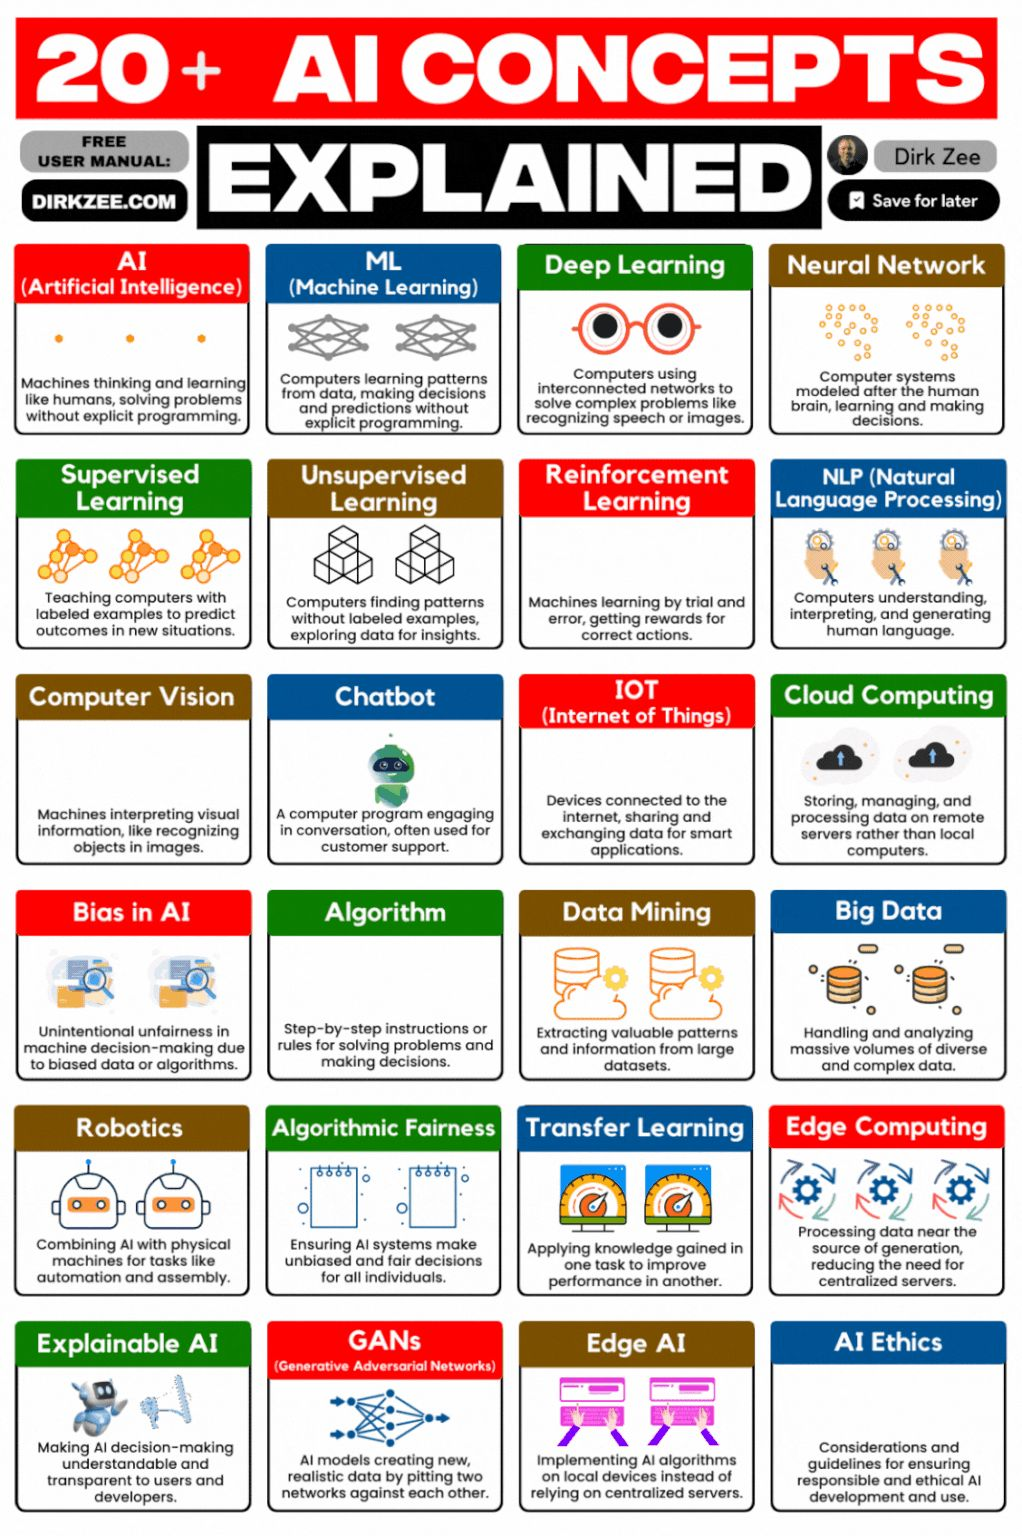 20+ AI CONCEPTS
FREE
USER MANUAL:
DIRKZEE.COM
EXPLAINED
Dirk Zee
Save for later
AI
(Artificial Intelligence)
Machines thinking and learning
like humans, solving problems
without explicit programming.
ML
(Machine Learning)
Computers learning patterns
from data, making decisions
and predictions without
explicit programming.
Deep Learning
Computers using
interconnected networks to
solve complex problems like
recognizing speech or images.
Neural Network
Computer systems
modeled after the human
brain, learning and making
decisions.
Supervised
Learning
Teaching computers with
labeled examples to predict
outcomes in new situations.
Unsupervised
Learning
Computers finding patterns
without labeled examples,
exploring data for insights.
Reinforcement
Learning
Machines learning by trial and
error, getting rewards for
correct actions.
NLP (Natural
Language Processing)
Computers understanding,
interpreting, and generating
human language.
Computer Vision
Machines interpreting visual
information, like recognizing
objects in images.
Chatbot
A computer program engaging
in conversation, often used for
customer support.
IOT
(Internet of Things)
Devices connected to the
internet, sharing and
exchanging data for smart
applications.
Cloud Computing
Storing, managing, and
processing data on remote
servers rather than local
computers.
Bias in AI
Unintentional unfairness in
machine decision-making due
to biased data or algorithms.
Algorithm
Step-by-step instructions or
rules for solving problems and
making decisions.
Data Mining
Extracting valuable patterns
and information from large
datasets.
Big Data
Handling and analyzing
massive volumes of diverse
and complex data.
Robotics
Combining AI with physical
machines for tasks like
automation and assembly.
Algorithmic Fairness
Ensuring AI systems make
unbiased and fair decisions
for all individuals.
Transfer Learning
Applying knowledge gained in
one task to improve
performance in another.
Edge Computing
Processing data near the
source of generation,
reducing the need for
centralized servers.
Explainable AI
Making AI decision-making
understandable and
transparent to users and
developers.
GANs
(Generative Adversarial Networks)
AI models creating new,
realistic data by pitting two
networks against each other.
Edge AI
Implementing AI algorithms
on local devices instead of
relying on centralized servers.
AI Ethics
Considerations and
guidelines for ensuring
responsible and ethical AI
development and use.